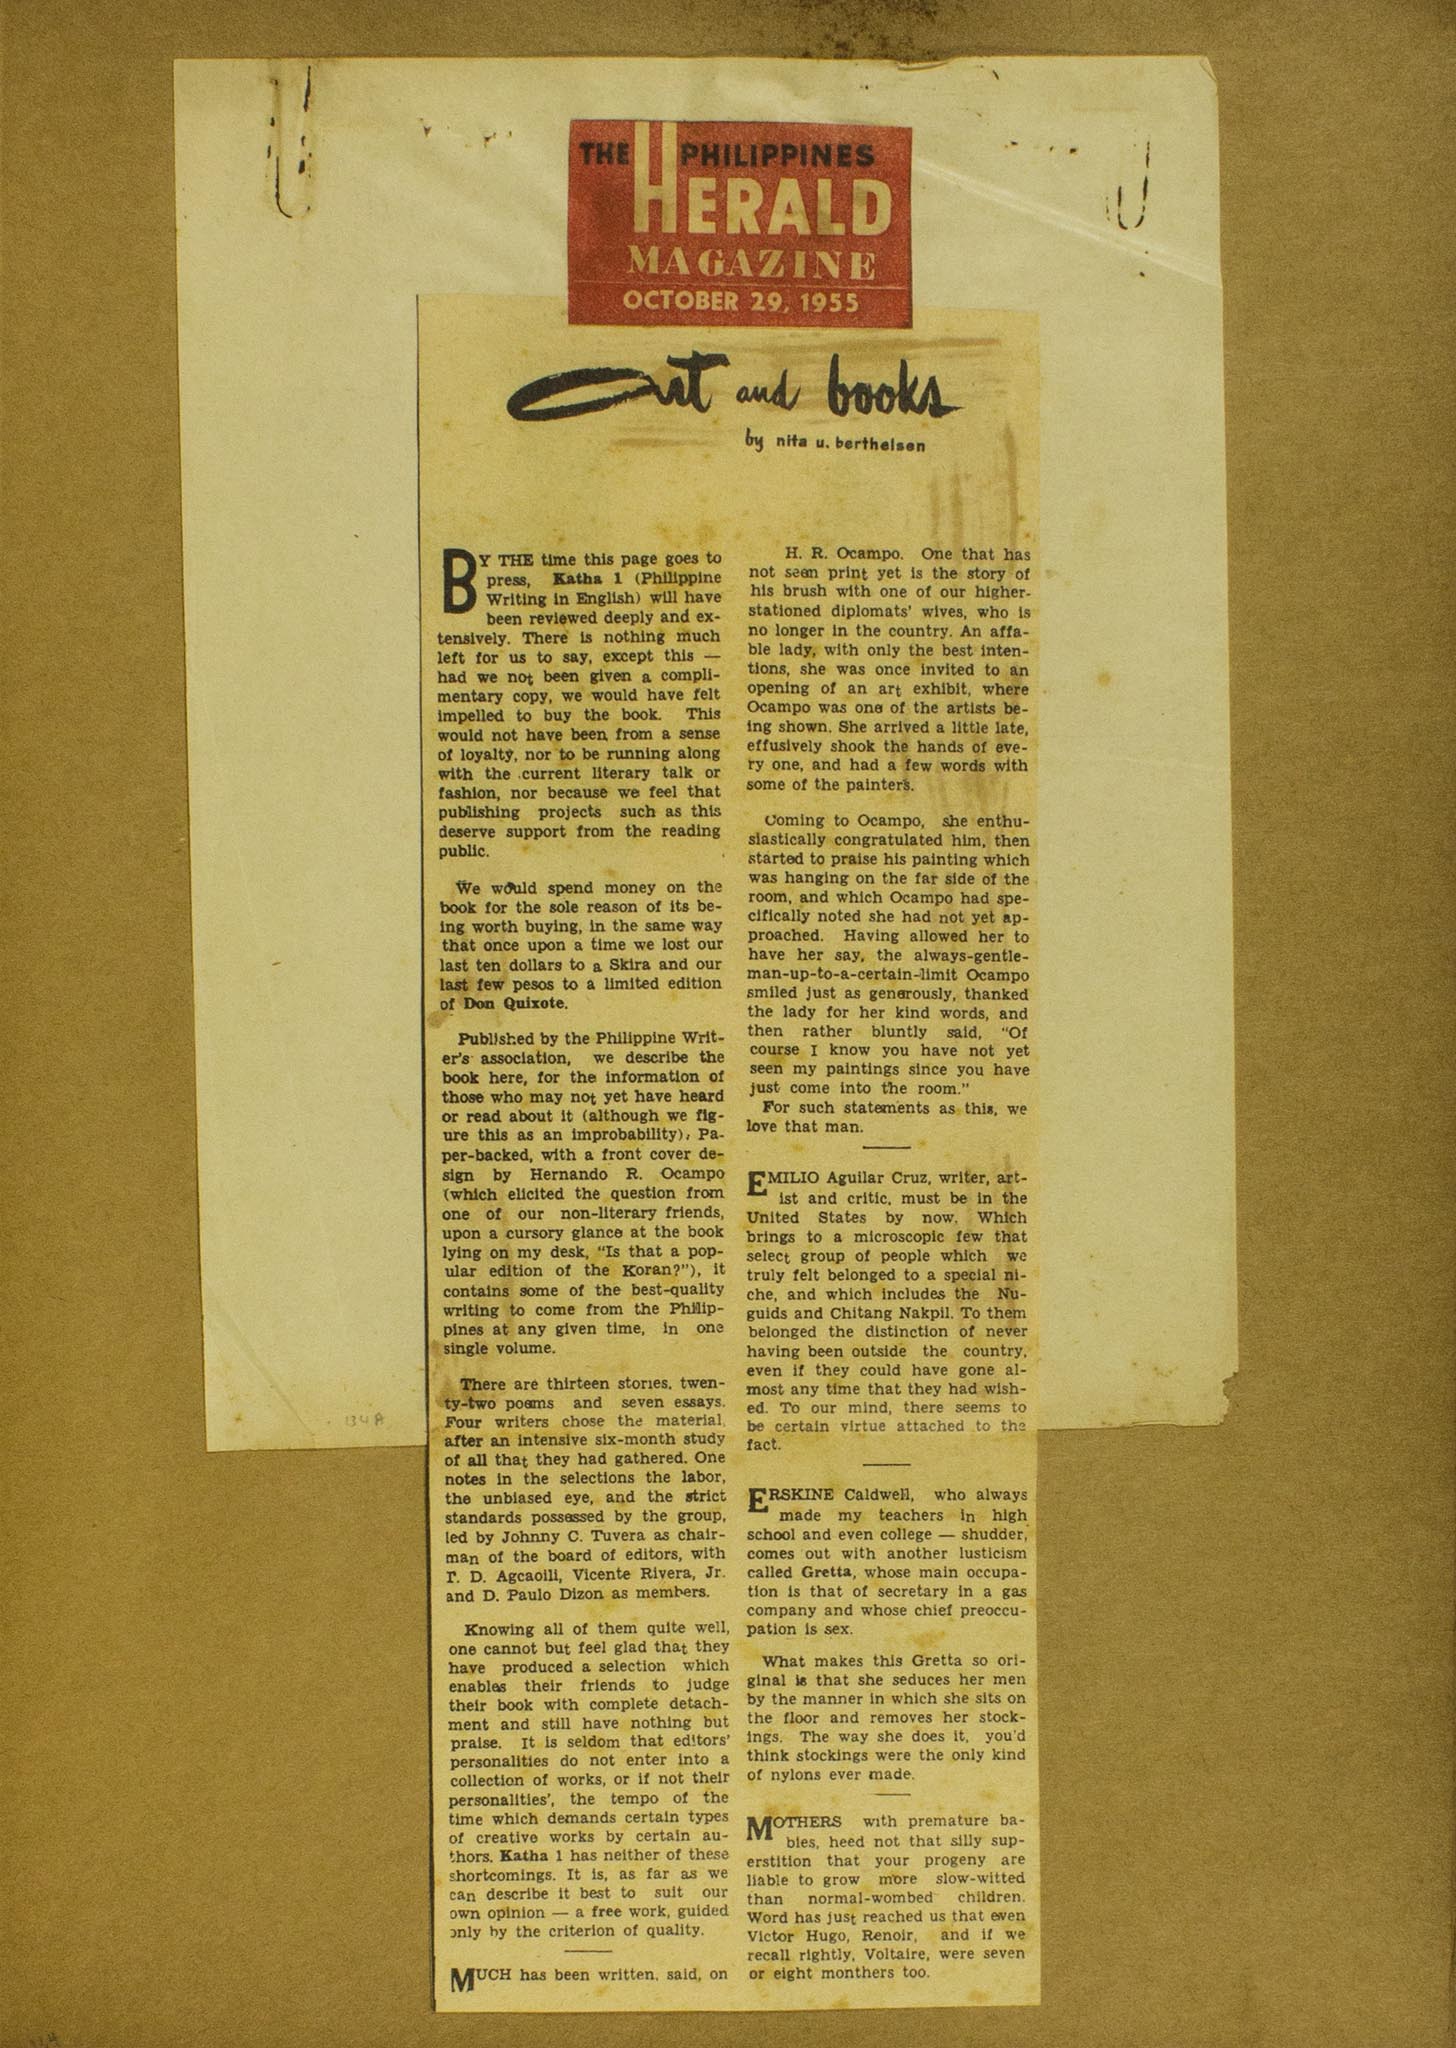 THE PHILIPPINES
HERALD
MAGAZINE
OCTOBER 29, 1955
art and books
by nita u. berthelsen
BY THE time this page goes to
press, Katha 1 (Philippine
Writing in English) will have
been reviewed deeply and ex-
tensively. There is nothing much
left for us to say, except this —
had we not been given a compli-
mentary copy, we would have felt
impelled to buy the book. This
would not have been from a sense
of loyalty, nor to be running along
with the current literary talk or
fashion, nor because we feel that
publishing projects such as this
deserve support from the reading
public.
We would spend money on the
book for the sole reason of its be-
ing worth buying, in the same way
that once upon a time we lost our
last ten dollars to a Skira and our
last few pesos to a limited edition
of Don Quixote.
Published by the Philippine Writ-
er's association, we describe the
book here, for the information of
those who may not yet have heard
or read about it (although we fig-
ure this as an improbability). Pa-
per-backed, with a front cover de-
sign by Hernando R. Ocampo
(which elicited the question from
one of our non-literary friends,
upon a cursory glance at the book
lying on my desk, "Is that a pop-
ular edition of the Koran?"), it
contains some of the best-quality
writing to come from the Philip-
pines at any given time, in one
single volume.
There are thirteen stories, twen-
ty-two poems and seven essays.
Four writers chose the material,
after an intensive six-month study
of all that they had gathered. One
notes in the selections the labor,
the unbiased eye, and the strict
standards possessed by the group,
led by Johnny C. Tuvera as chair-
man of the board of editors, with
T. D. Agcaoili, Vicente Rivera, Jr.
and D. Paulo Dizon as members.
Knowing all of them quite well,
one cannot but feel glad that they
have produced a selection which
enables their friends to judge
their book with complete detach-
ment and still have nothing but
praise. It is seldom that editors'
personalities do not enter into a
collection of works, or if not their
personalities', the tempo of the
time which demands certain types
of creative works by certain au-
thors. Katha 1 has neither of these
shortcomings. It is, as far as we
can describe it best to suit our
own opinion — a free work, guided
only by the criterion of quality.
MUCH has been written, said, on
H. R. Ocampo. One that has
not seen print yet is the story of
his brush with one of our higher-
stationed diplomats' wives, who is
no longer in the country. An affa-
ble lady, with only the best inten-
tions, she was once invited to an
opening of an art exhibit, where
Ocampo was one of the artists be-
ing shown. She arrived a little late,
effusively shook the hands of eve-
ry one, and had a few words with
some of the painters.
Coming to Ocampo, she enthu-
siastically congratulated him, then
started to praise his painting which
was hanging on the far side of the
room, and which Ocampo had spe-
cifically noted she had not yet ap-
proached. Having allowed her to
have her say, the always-gentle-
man-up-to-a-certain-limit Ocampo
smiled just as generously, thanked
the lady for her kind words, and
then rather bluntly said, "Of
course I know you have not yet
seen my paintings since you have
just come into the room."
For such statements as this, we
love that man.
EMILIO Aguilar Cruz, writer, art-
ist and critic, must be in the
United States by now. Which
brings to a microscopic few that
select group of people which we
truly felt belonged to a special ni-
che, and which includes the Nu-
guids and Chitang Nakpil. To them
belonged the distinction of never
having been outside the country,
even if they could have gone al-
most any time that they had wish-
ed. To our mind, there seems to
be certain virtue attached to the
fact.
ERSKINE Caldwell, who always
made my teachers in high
school and even college — shudder,
comes out with another lusticism
called Gretta, whose main occupa-
tion is that of secretary in a gas
company and whose chief preoccu-
pation is sex.
What makes this Gretta so ori-
ginal is that she seduces her men
by the manner in which she sits on
the floor and removes her stock-
ings. The way she does it, you'd
think stockings were the only kind
of nylons ever made.
MOTHERS with premature ba-
bies, heed not that silly sup-
erstition that your progeny are
liable to grow more slow-witted
than normal-wombed children.
Word has just reached us that even
Victor Hugo, Renoir, and if we
recall rightly, Voltaire, were seven
or eight monthers too.
134A